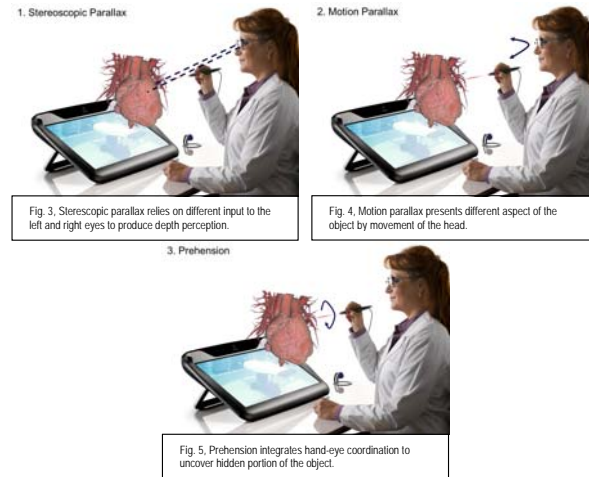 1. Stereoscopic Parallax
2. Motion Parallax
Fig. 3, Sterescopic parallax relies on different input to the
left and right eyes to produce depth perception.
Fig. 4, Motion parallax presents different aspect of the
object by movement of the head.
3. Prehension
Fig. 5, Prehension integrates hand-eye coordination to
uncover hidden portion of the object.